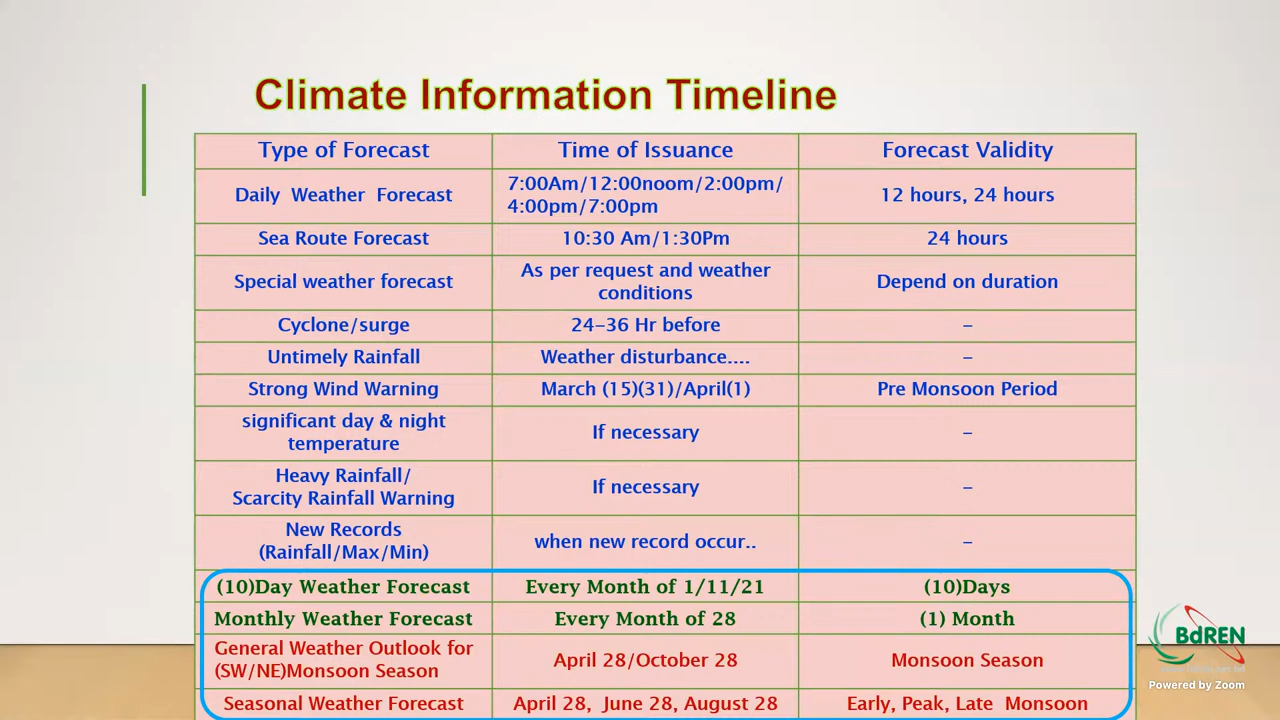 Climate Information Timeline
Type of Forecast Time of Issuance Forecast Validity
Daily Weather Forecast 7:00Am/12:00noom/2:00pm/
4:00pm/7:00pm 12 hours, 24 hours
Sea Route Forecast 10:30 Am/1:30Pm 24 hours
Special weather forecast As per request and weather
conditions Depend on duration
Cyclone/surge 24-36 Hr before -
Untimely Rainfall Weather disturbance.... -
Strong Wind Warning March (15)(31)/April(1) Pre Monsoon Period
significant day & night
temperature If necessary -
Heavy Rainfall/
Scarcity Rainfall Warning If necessary -
New Records
(Rainfall/Max/Min) when new record occur.. -
(10)Day Weather Forecast Every Month of 1/11/21 (10)Days
Monthly Weather Forecast Every Month of 28 (1) Month
General Weather Outlook for
(SW/NE)Monsoon Season April 28/October 28 Monsoon Season
Seasonal Weather Forecast April 28, June 28, August 28 Early, Peak, Late Monsoon
BdREN
Powered by Zoom